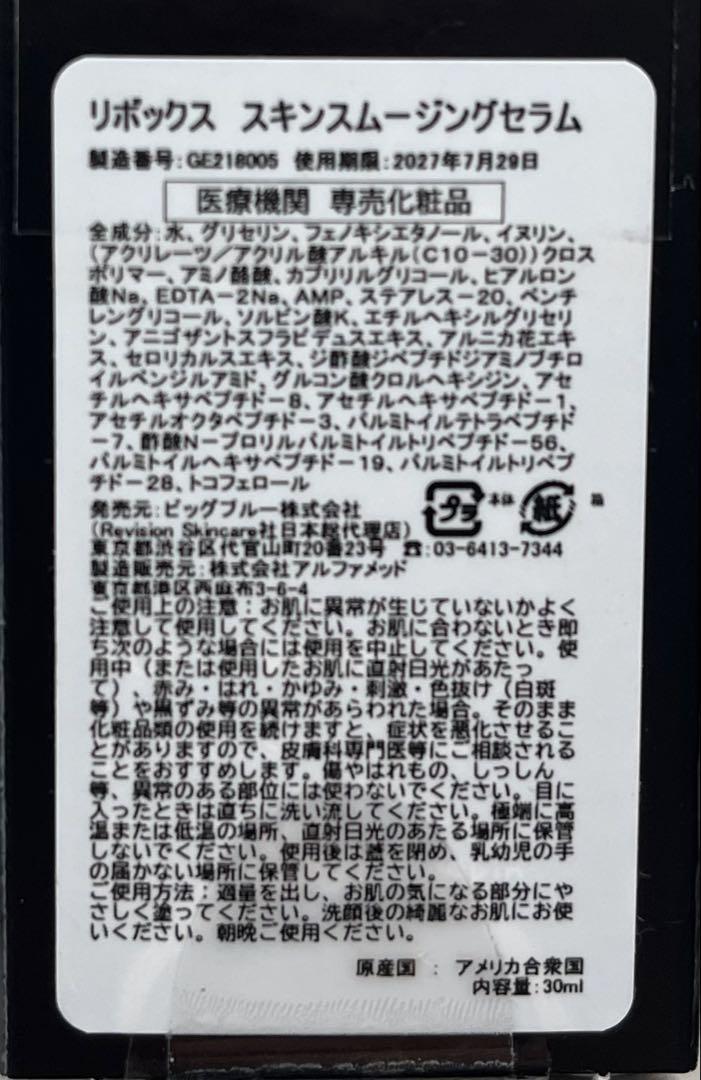 リボックス スキンスムージングセラム
製造番号:GE218005 使用期限:2027年7月29日
医療機関 専売化粧品
全成分:水、グリセリン、フェノキシエタノール、イヌリン、
(アクリレーツ/アクリル酸アルキル(C10-30))クロス
ポリマー、アミノ酪酸、カプリリルグリコール、ヒアルロン
酸Na、EDTA-2Na、AMP、ステアレス-20、ペンチ
レングリコール、ソルビン酸K、エチルヘキシルグリセリ
ン、アニゴザントスフラビデュスエキス、アルニカ花エキ
ス、セロリカルスエキス、ジ酢酸ジペプチドジアミノブチロ
イルベンジルアミド、グルコン酸クロルヘキシジン、アセ
チルヘキサペプチド-8、アセチルヘキサペプチド-1、
アセチルオクタペプチド-3、パルミトイルテトラペプチド
-7、酢酸N-プロリルパルミトイルトリペプチド-56、
パルミトイルヘキサペプチド-19、パルミトイルトリペプ
チド-28、トコフェロール
発売元:ビッグブルー株式会社
プラ 本体 紙 箱
(Revision Skincare社日本総代理店)
東京都渋谷区代官山町20番23号 ☎:03-6413-7344
製造販売元:株式会社アルファメッド
東京都港区西麻布3-6-4
ご使用上の注意:お肌に異常が生じていないかよく
注意して使用してください。お肌に合わないとき即
ち次のような場合には使用を中止してください。使
用中(または使用したお肌に直射日光があたっ
て)、赤み・はれ・かゆみ・刺激・色抜け(白斑
等)や黒ずみ等の異常があらわれた場合。そのまま
化粧品類の使用を続けますと、症状を悪化させるこ
とがありますので、皮膚科専門医等にご相談される
ことをおすすめします。傷やはれもの、しっしん
等、異常のある部位には使わないでください。目に
入ったときは直ちに洗い流してください。極端に高
温または低温の場所、直射日光のあたる場所に保管
しないでください。使用後は蓋を閉め、乳幼児の手
の届かない場所に保管してください。
ご使用方法:適量を出し、お肌の気になる部分にや
さしく塗ってください。洗顔後の綺麗なお肌にお使
いください。朝晩ご使用ください。
原産国 : アメリカ合衆国
内容量:30ml